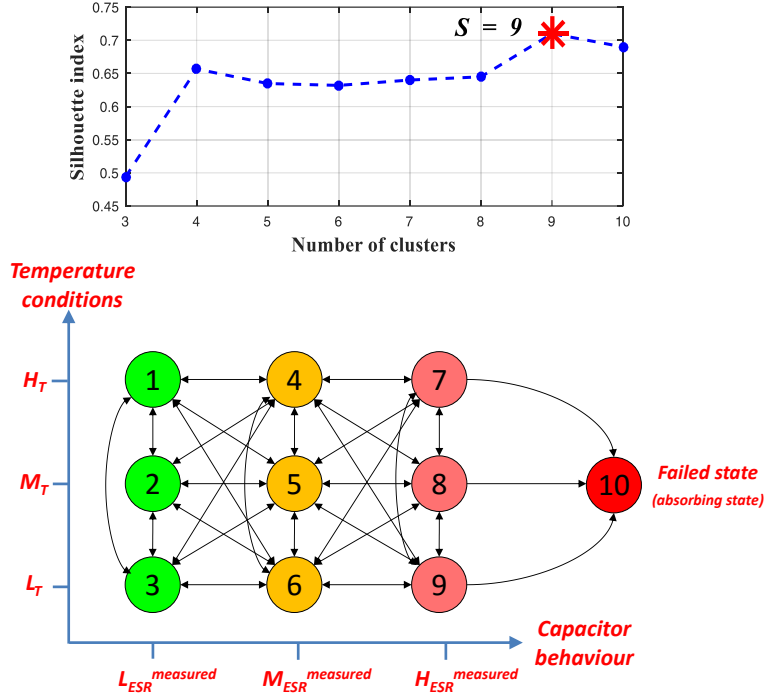 0.75
0.7
0.65
0.6
0.55
0.5
0.45
Silhouette index
S = 9
3 4 5 6 7 8 9 10
Number of clusters
Temperature
conditions
H_T
M_T
L_T
1 4 7
2 5 8 10
3 6 9
Failed state
(absorbing state)
Capacitor
behaviour
L_ESR^measured M_ESR^measured H_ESR^measured